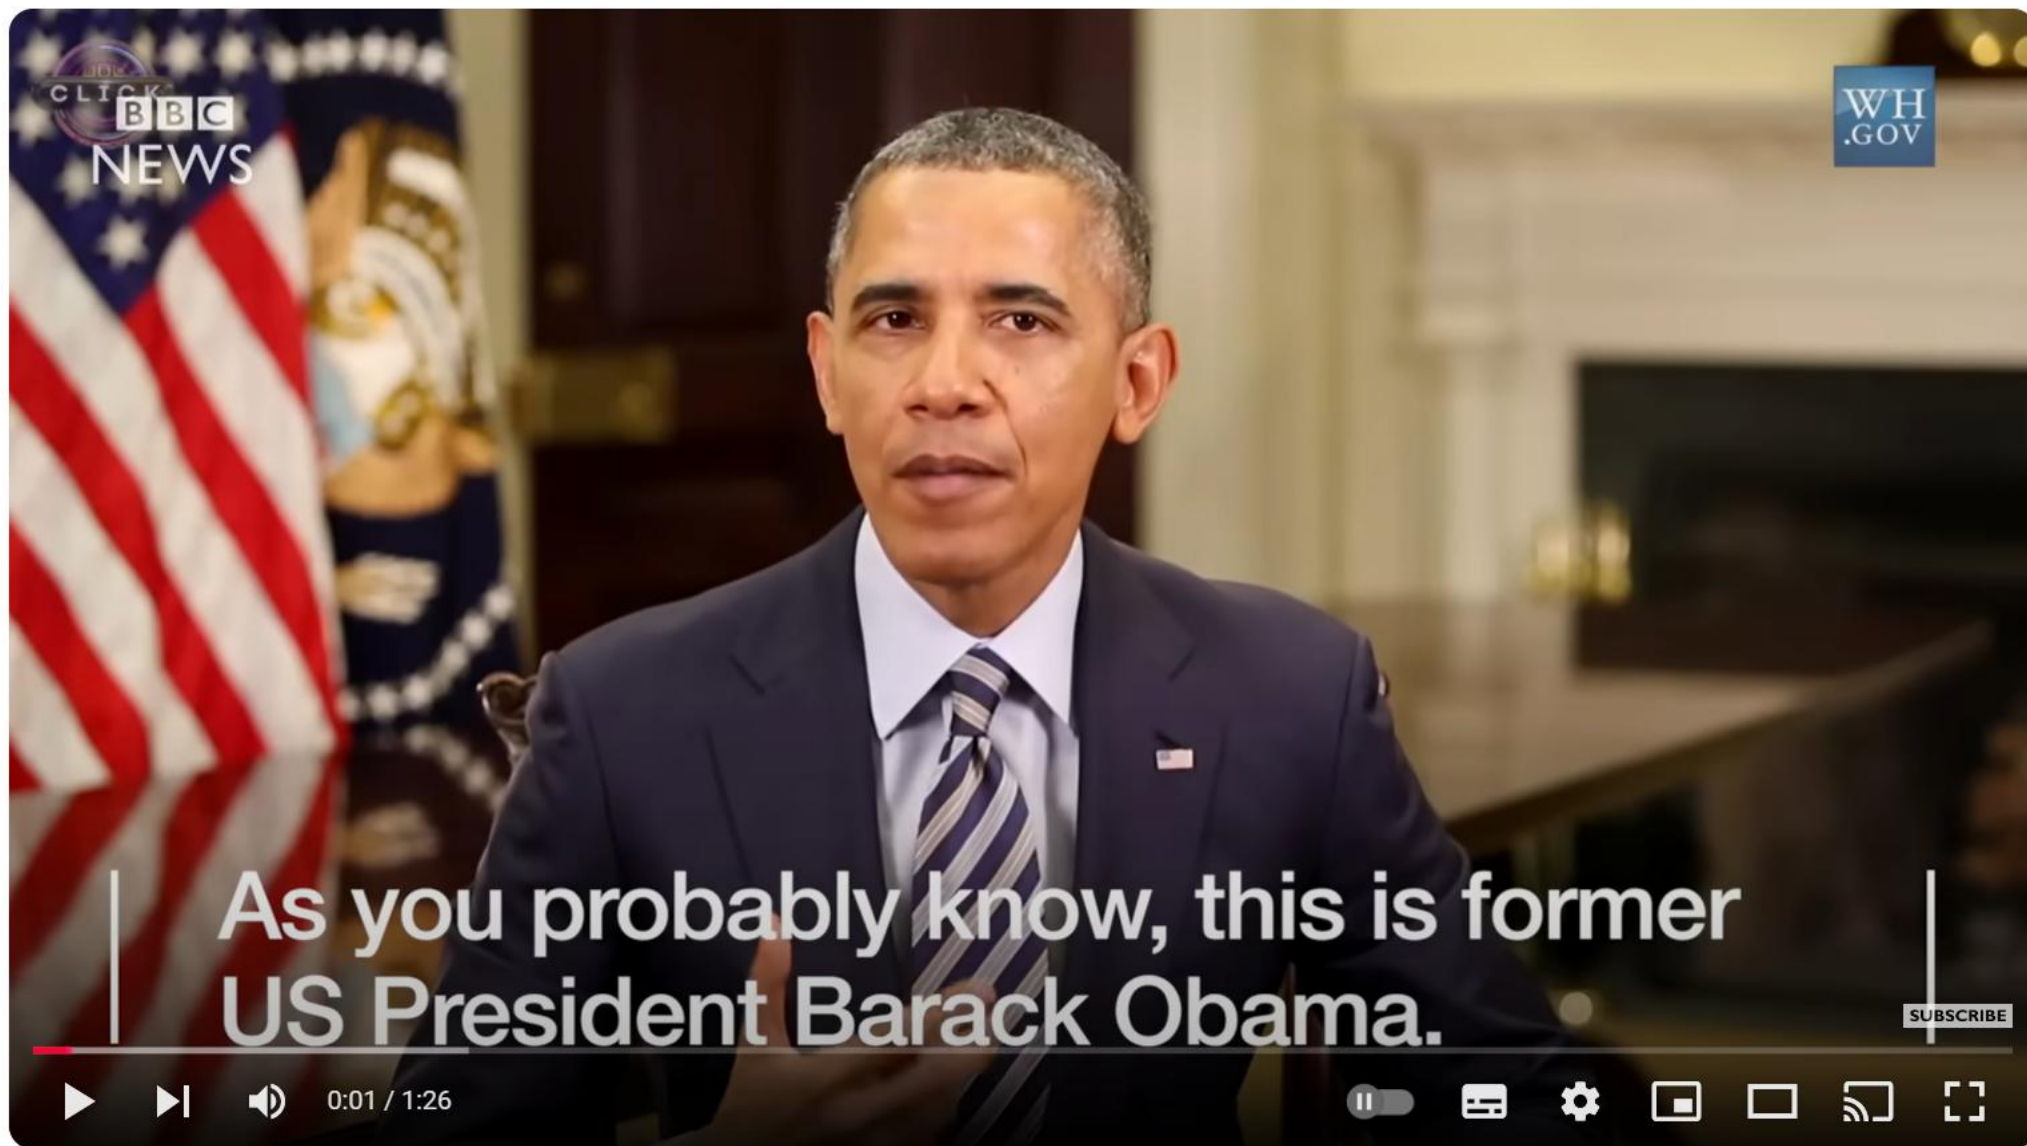 BBC
CLICK
BBC
NEWS
WH
.GOV
As you probably know, this is former
US President Barack Obama.
SUBSCRIBE
0:01 / 1:26